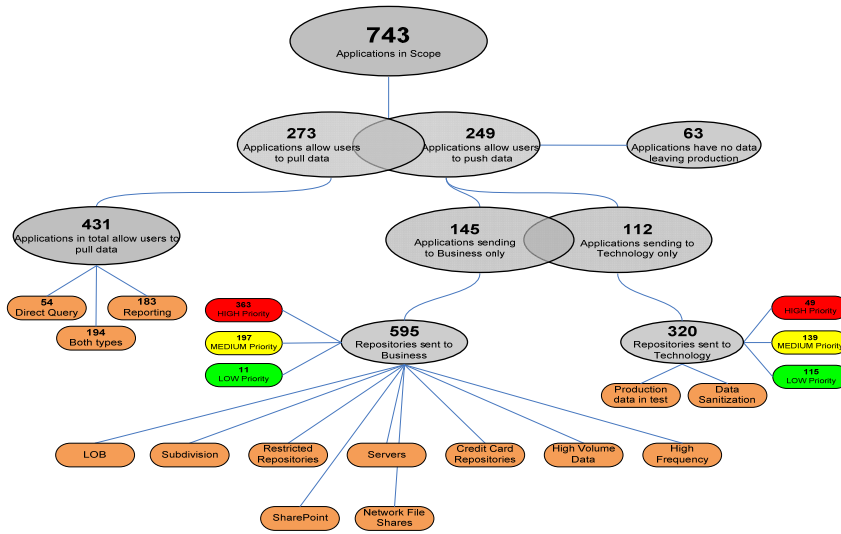 743
Applications in Scope
273
Applications allow users
to pull data
249
Applications allow users
to push data
63
Applications have no data
leaving production
431
Applications in total allow users to
pull data
145
Applications sending
to Business only
112
Applications sending to
Technology only
54
Direct Query
183
Reporting
194
Both types
383
HIGH Priority
197
MEDIUM Priority
11
LOW Priority
595
Repositories sent to
Business
320
Repositories sent to
Technology
49
HIGH Priority
139
MEDIUM Priority
115
LOW Priority
Production
data in test
Data
Sanitization
LOB
Subdivision
Restricted
Repositories
Servers
Credit Card
Repositories
High Volume
Data
High
Frequency
SharePoint
Network File
Shares